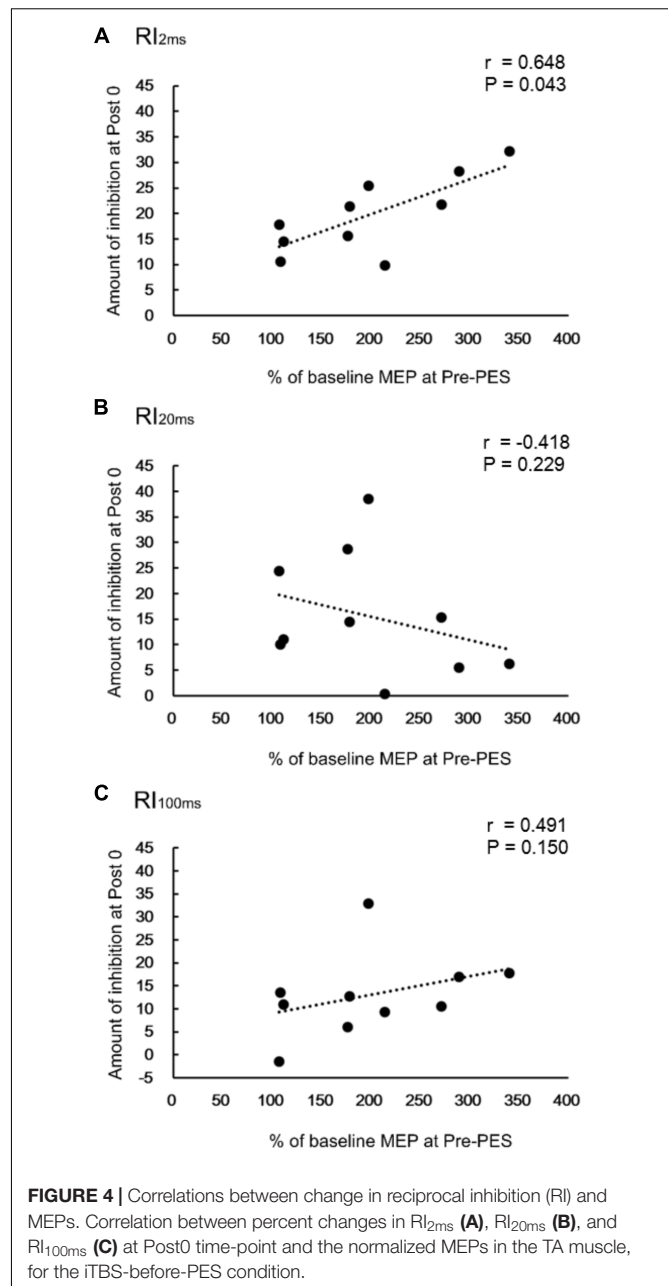 A RI2ms
r = 0.648
P = 0.043
Amount of inhibition at Post 0
45
40
35
30
25
20
15
10
5
0
0 50 100 150 200 250 300 350 400
% of baseline MEP at Pre-PES
B RI20ms
r = -0.418
P = 0.229
Amount of inhibition at Post 0
45
40
35
30
25
20
15
10
5
0
0 50 100 150 200 250 300 350 400
% of baseline MEP at Pre-PES
C RI100ms
r = 0.491
P = 0.150
Amount of inhibition at Post 0
45
40
35
30
25
20
15
10
5
0
-5
0 50 100 150 200 250 300 350 400
% of baseline MEP at Pre-PES
FIGURE 4 | Correlations between change in reciprocal inhibition (RI) and
MEPs. Correlation between percent changes in RI2ms (A), RI20ms (B), and
RI100ms (C) at Post0 time-point and the normalized MEPs in the TA muscle,
for the iTBS-before-PES condition.